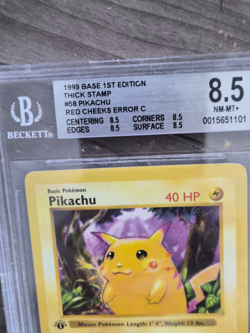 1999 BASE 1ST EDITION
THICK STAMP
#58 PIKACHU
RED CHEEKS ERROR C
CENTERING 8.5 CORNERS 8.5
EDGES 8.5 SURFACE 8.5
8.5
NM-MT+
0015651101
B
BECKETT
Basic Pokémon
Pikachu
40 HP
1
Mouse Pokémon. Length: 1' 4", Weight: 13 lbs.